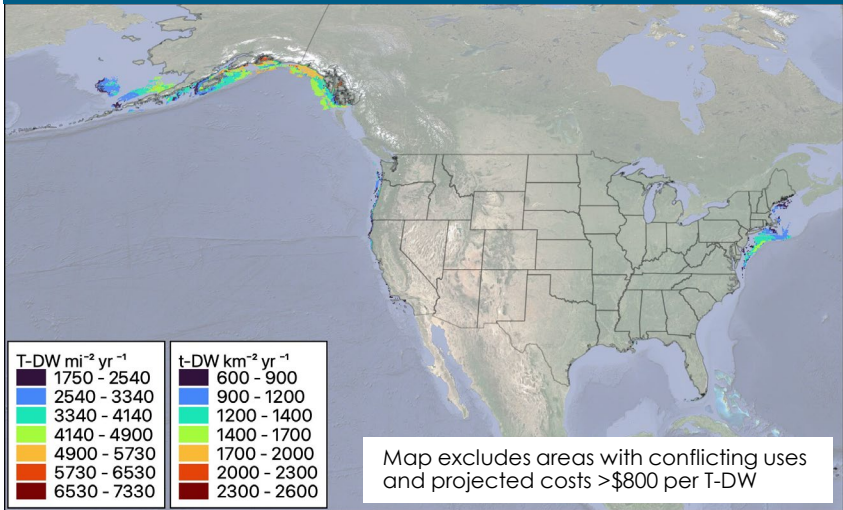 T-DW mi⁻² yr ⁻¹
1750 - 2540
2540 - 3340
3340 - 4140
4140 - 4900
4900 - 5730
5730 - 6530
6530 - 7330
t-DW km⁻² yr ⁻¹
600 - 900
900 - 1200
1200 - 1400
1400 - 1700
1700 - 2000
2000 - 2300
2300 - 2600
Map excludes areas with conflicting uses
and projected costs >$800 per T-DW